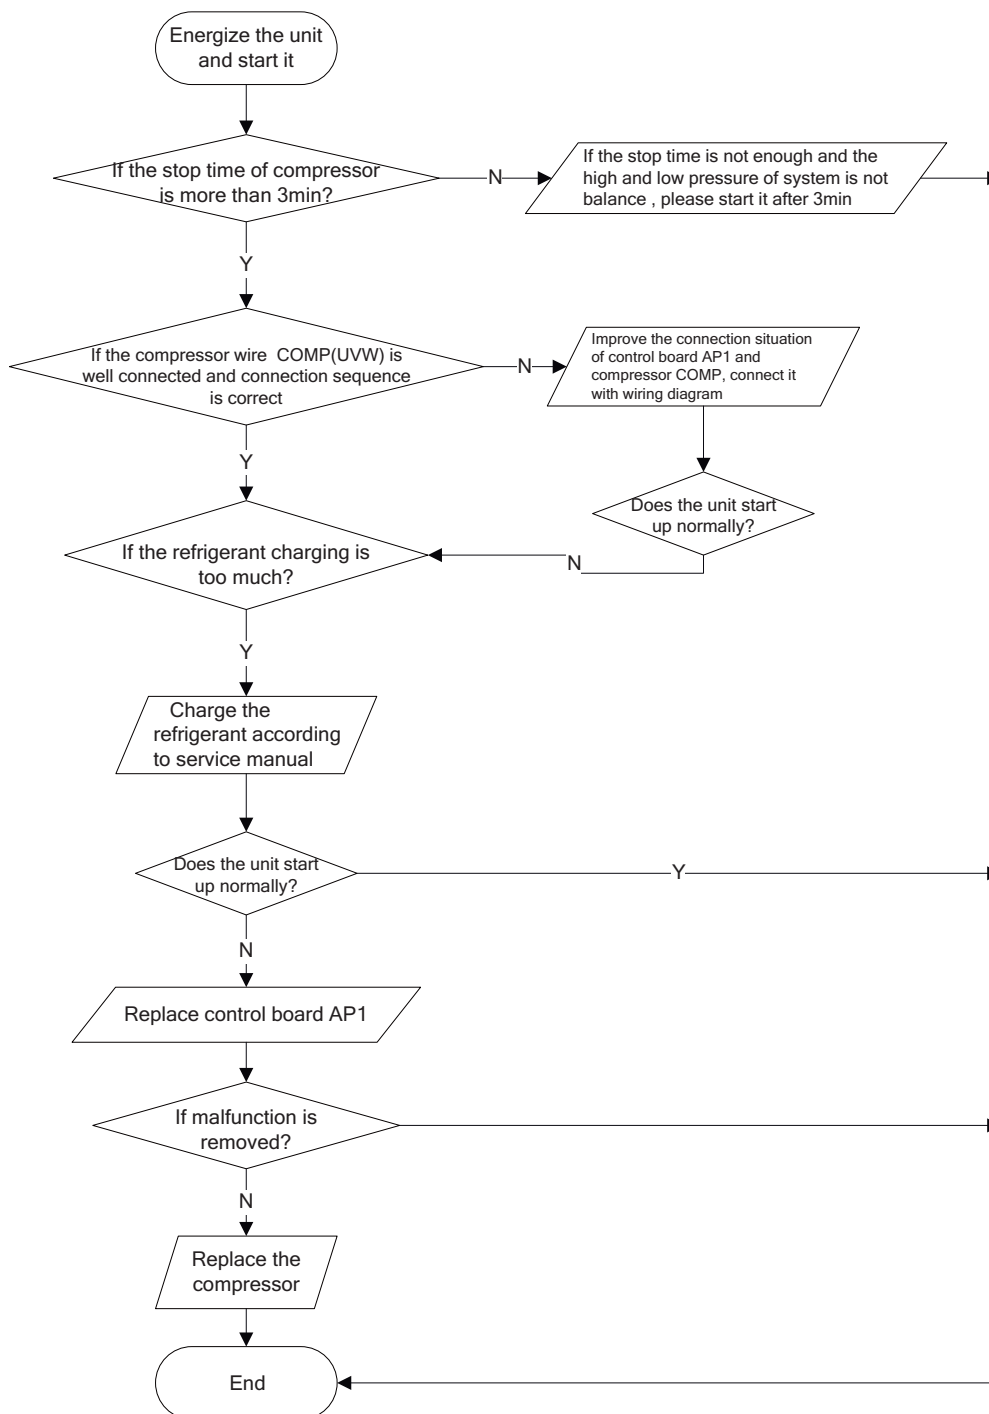 Energize the unit
and start it
If the stop time of compressor
is more than 3min?
N
If the stop time is not enough and the
high and low pressure of system is not
balance , please start it after 3min
Y
If the compressor wire COMP(UVW) is
well connected and connection sequence
is correct
N
Improve the connection situation
of control board AP1 and
compressor COMP, connect it
with wiring diagram
Y
Does the unit start
up normally?
If the refrigerant charging is
too much?
N
Y
Charge the
refrigerant according
to service manual
Does the unit start
up normally?
Y
N
Replace control board AP1
If malfunction is
removed?
N
Replace the
compressor
End